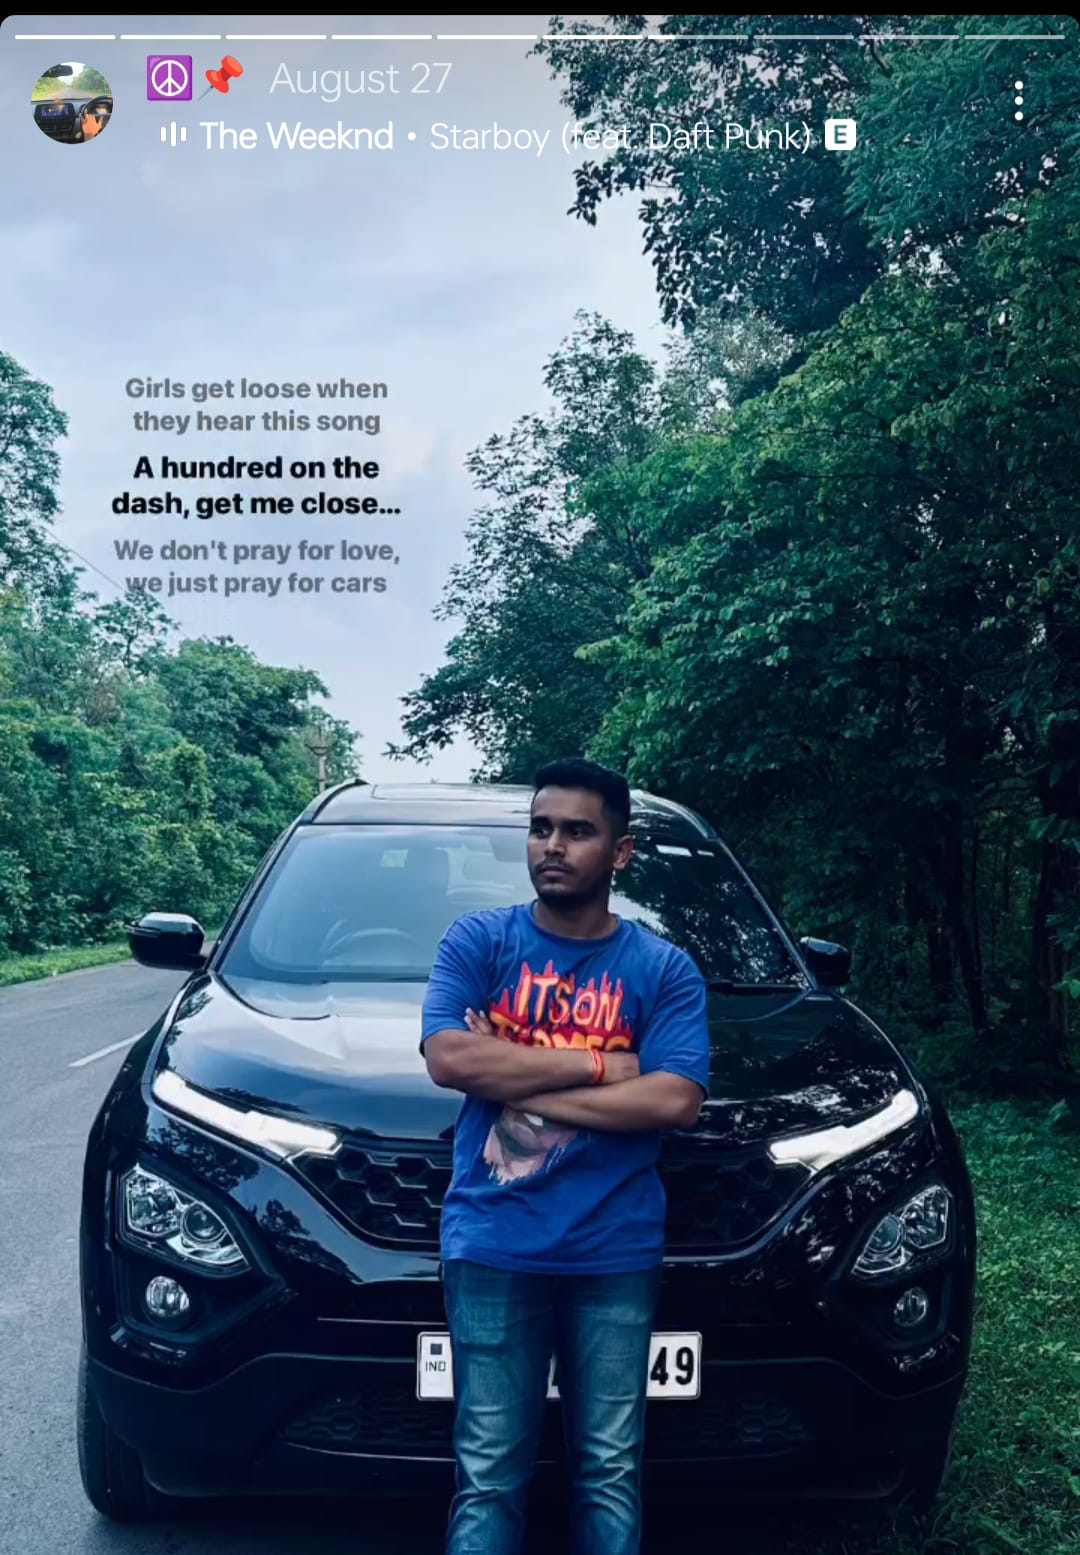 August 27
The Weeknd • Starboy (feat. Daft Punk) E
Girls get loose when
they hear this song
A hundred on the
dash, get me close...
We don't pray for love,
we just pray for cars
ITSON
IND
49